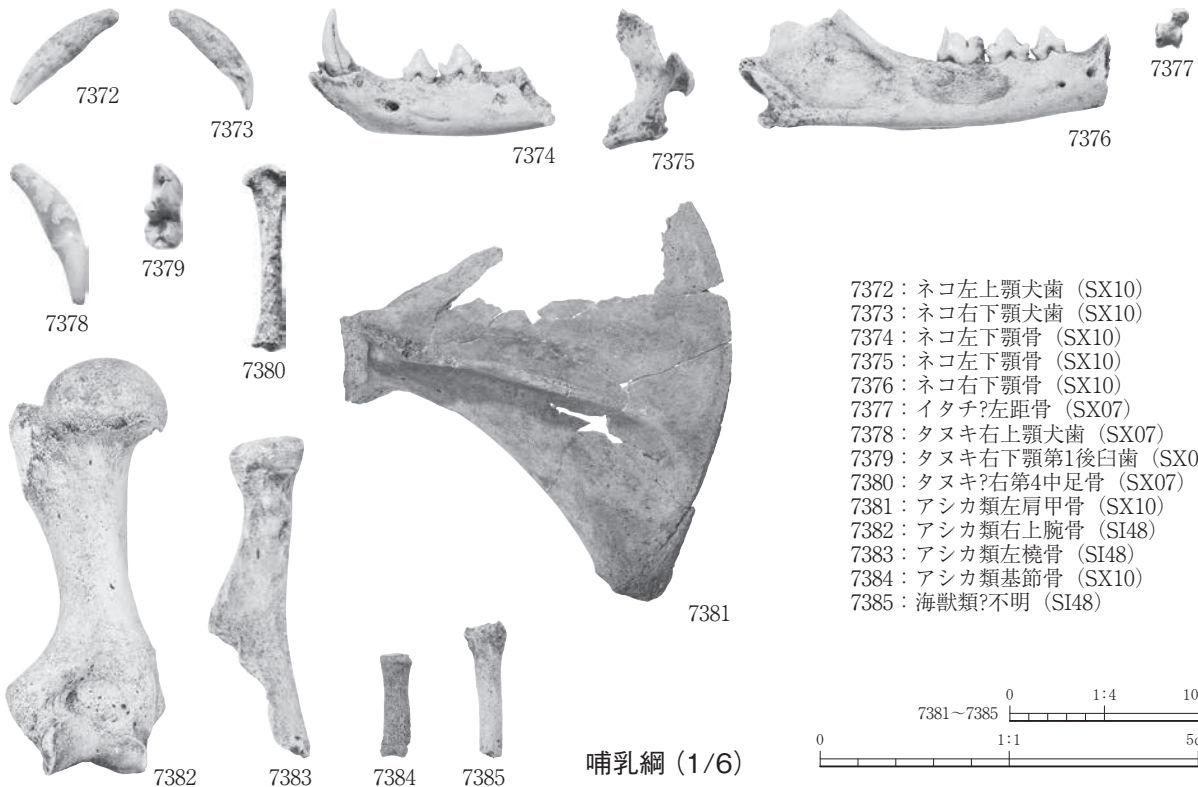 7372
7373
7374
7375
7376
7377
7378
7379
7380
7381
7382
7383
7384
7385
7372：ネコ左上顎犬歯（SX10）
7373：ネコ右下顎犬歯（SX10）
7374：ネコ左下顎骨（SX10）
7375：ネコ左下顎骨（SX10）
7376：ネコ右下顎骨（SX10）
7377：イタチ?左距骨（SX07）
7378：タヌキ右上顎犬歯（SX07）
7379：タヌキ右下顎第1後臼歯（SX0
7380：タヌキ?右第4中足骨（SX07）
7381：アシカ類左肩甲骨（SX10）
7382：アシカ類右上腕骨（SI48）
7383：アシカ類左橈骨（SI48）
7384：アシカ類基節骨（SX10）
7385：海獣類?不明（SI48）
0 1:4 10
7381～7385
0 1:1 5c
哺乳綱（1/6）